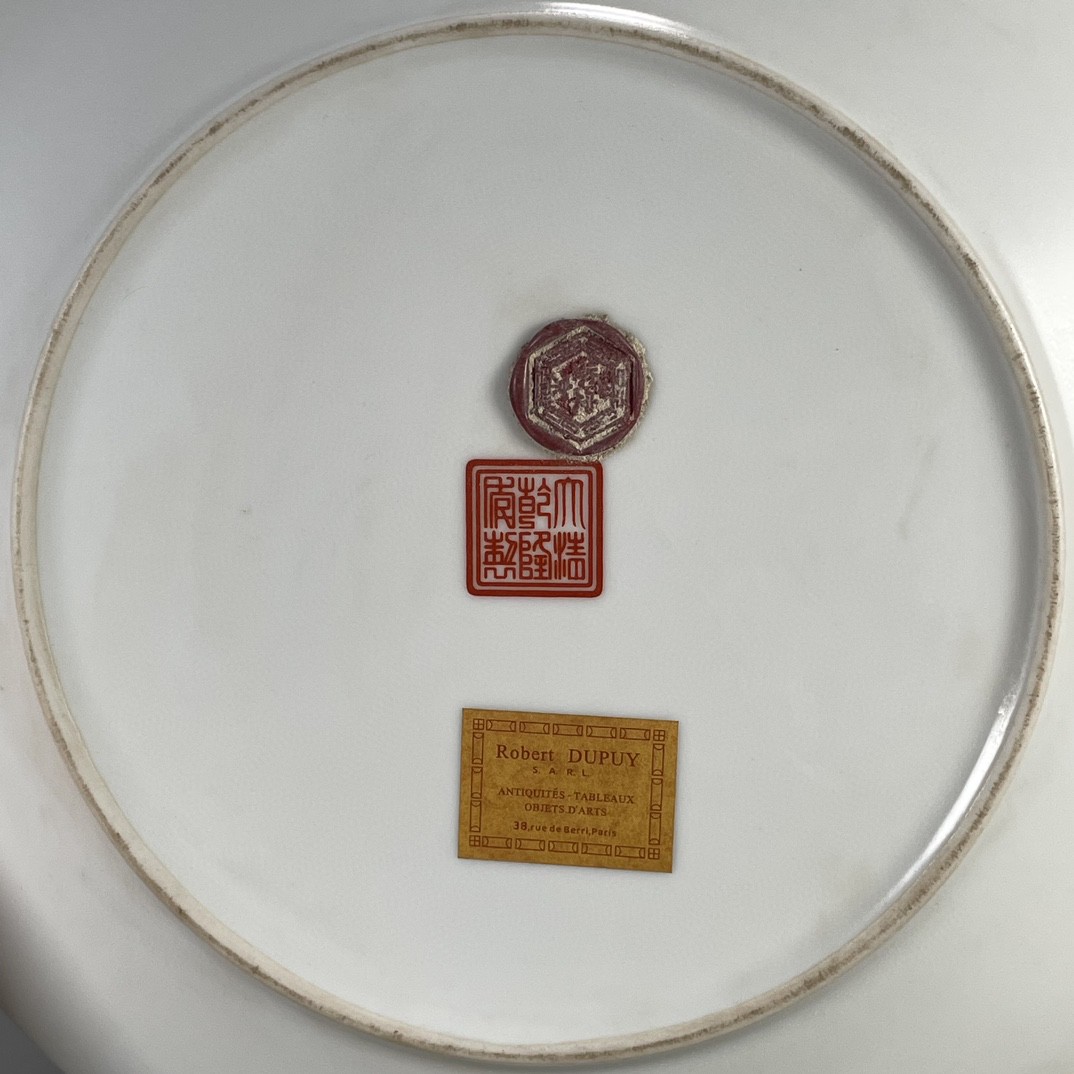 大清
乾隆
年製
Robert DUPUY
S.A.R.L
ANTIQUITÉS-TABLEAUX
OBJETS D'ARTS
38,rue de Berri,Paris